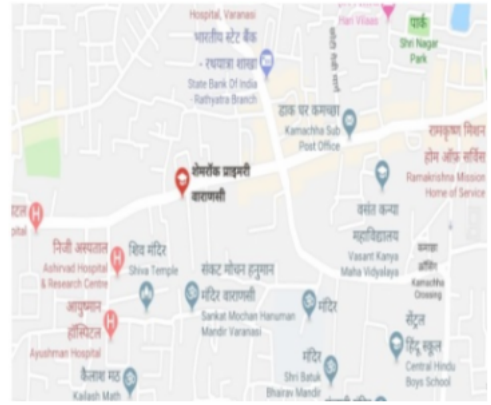 Hospital, Varanasi
भारतीय स्टेट बैंक
- रथयात्रा शाखा
State Bank Of India
- Rathyatra Branch
Hari Vilaas
पार्क
Shri Nagar
Park
डाक घर कमच्छा
Kamachha Sub
Post Office
रामकृष्ण मिशन
होम ऑफ़ सर्विस
Ramakrishna Mission
Home of Service
शेमरॉक प्राइमरी
वाराणसी
वसंत कन्या
महाविद्यालय
Vasant Kanya
Maha Vidyalaya
कमच्छा
क्रॉसिंग
Kamachha
Crossing
निजी अस्पताल
Ashirvad Hospital
& Research Centre
शिव मंदिर
Shiva Temple
संकट मोचन हनुमान
मंदिर वाराणसी
Sankat Mochan Hanuman
Mandir Varanasi
मंदिर
आयुष्मान
हॉस्पिटल
Ayushman Hospital
सेंट्रल
हिंदू स्कूल
Central Hindu
Boys School
मंदिर
Shri Batuk
Bhairav Mandir
कैलाश मठ
Kailash Math